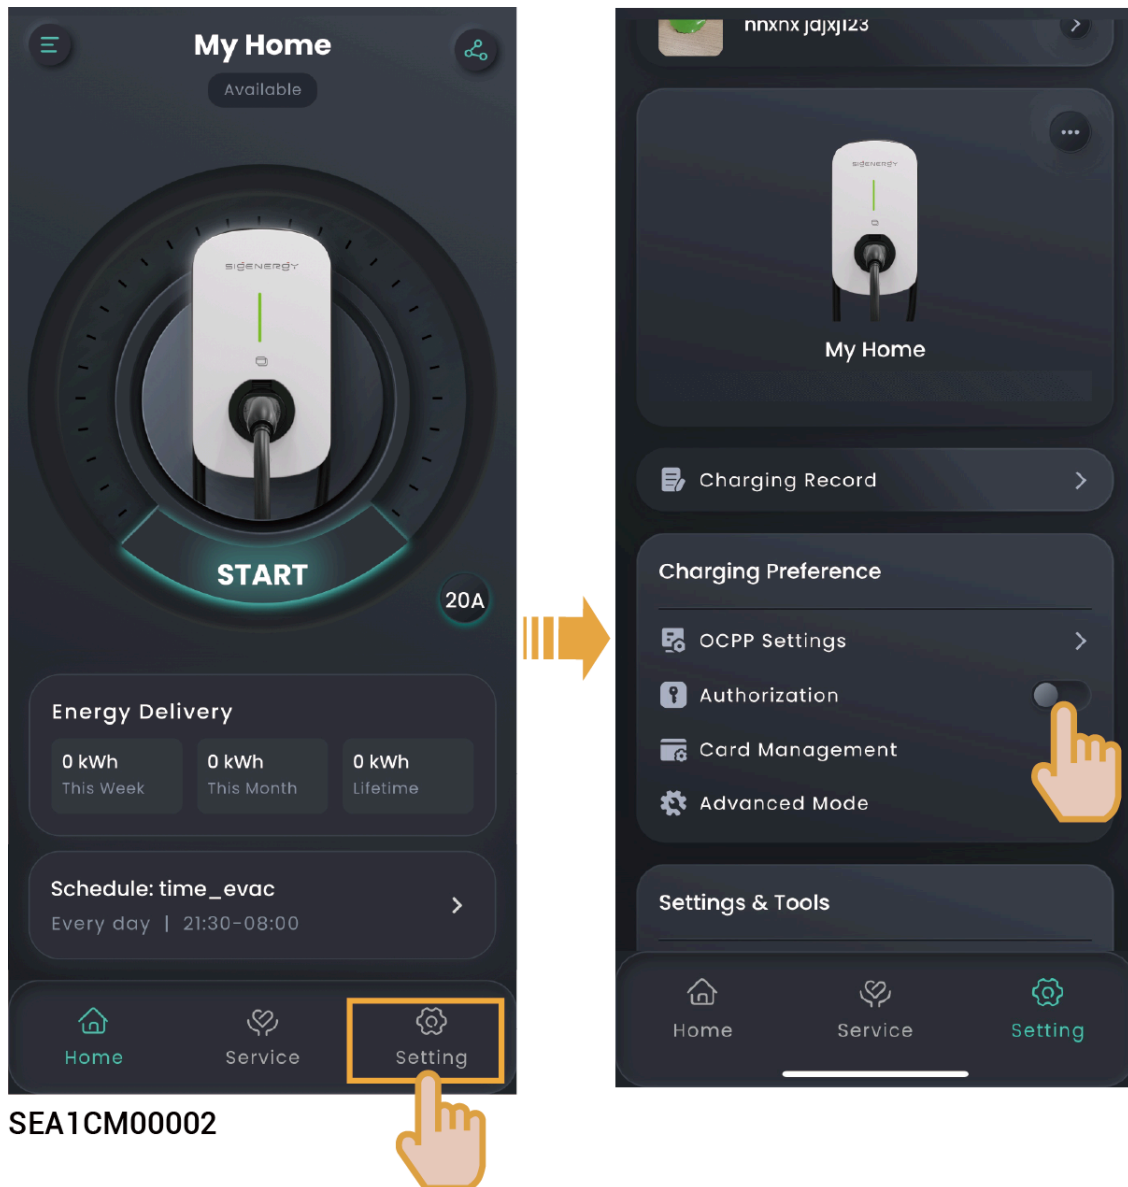 My Home
Available
SIGENERGY
START
20A
Energy Delivery
0 kWh
This Week
0 kWh
This Month
0 kWh
Lifetime
Schedule: time_evac
Every day | 21:30-08:00
Home
Service
Setting
SEA1CM00002
nnxnx jdjxj123
SIGENERGY
My Home
Charging Record
Charging Preference
OCPP Settings
Authorization
Card Management
Advanced Mode
Settings & Tools
Home
Service
Setting